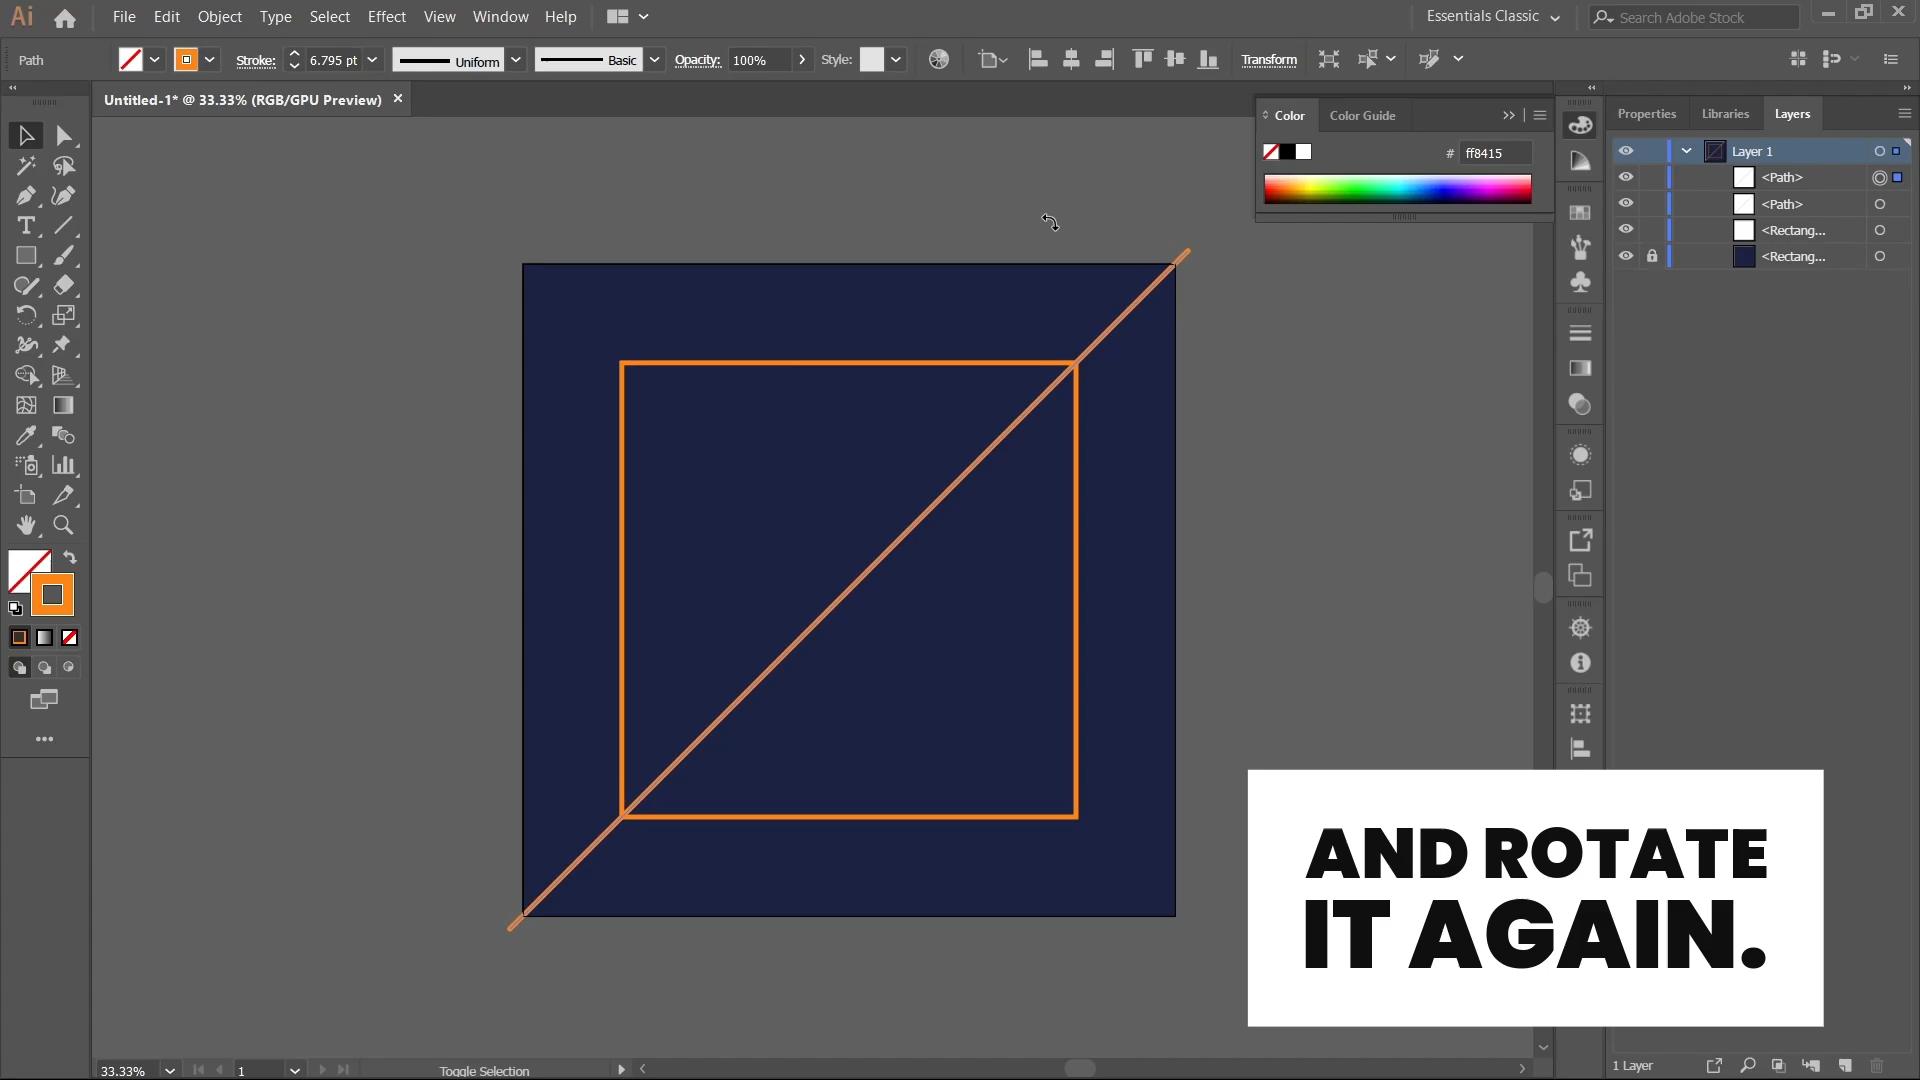 Ai File Edit Object Type Select Effect View Window Help Essentials Classic Search Adobe Stock
Path Stroke: 6.795 pt Uniform Basic Opacity: 100% Style: Transform
Untitled-1* @ 33.33% (RGB/GPU Preview)
Color Color Guide
Properties Libraries Layers
# ff8415
Layer 1
<Path>
<Path>
<Rectang...
<Rectang...
AND ROTATE
IT AGAIN.
33.33% 1 Toggle Selection
1 Layer